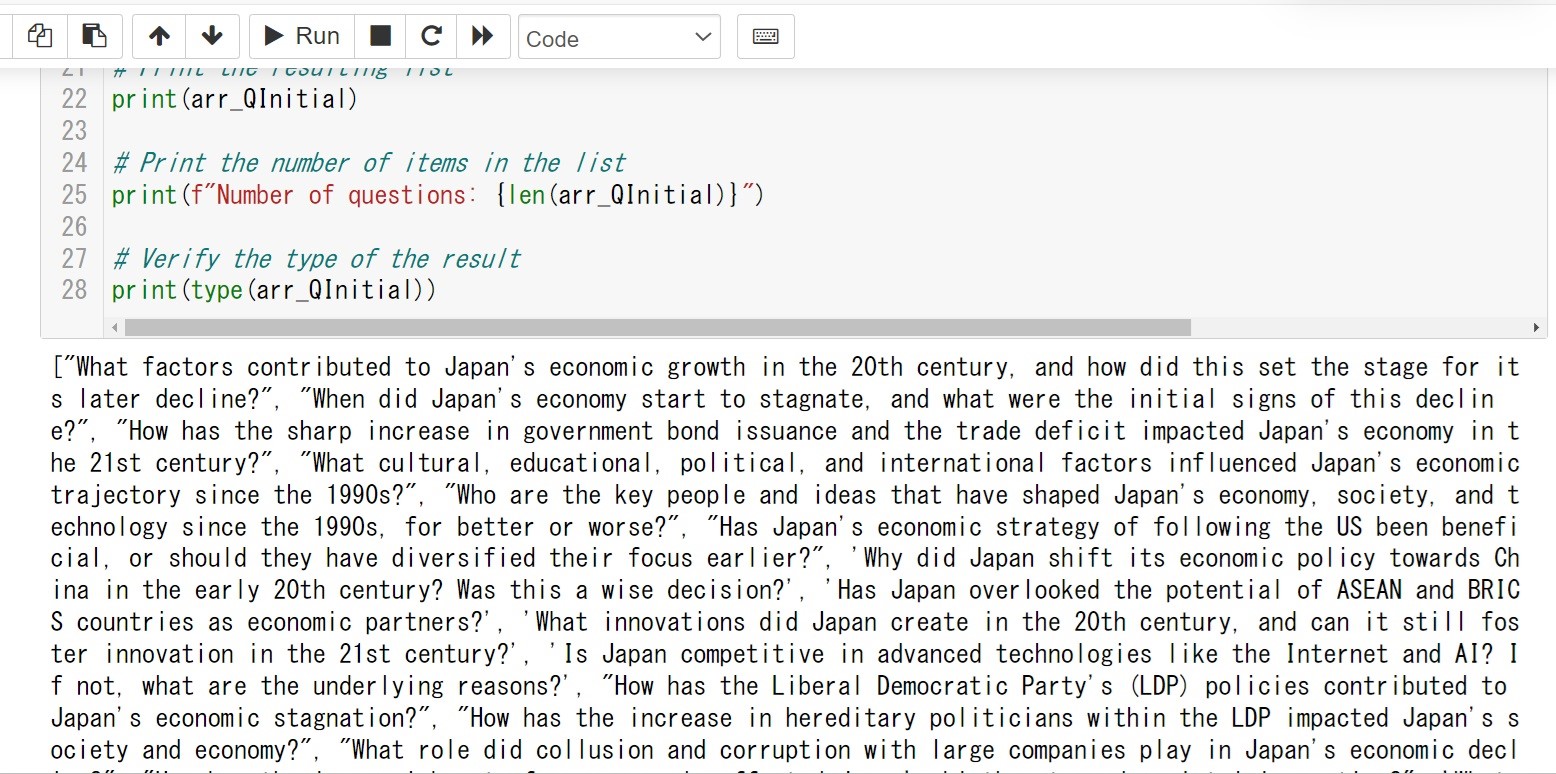 Run
Code
21 # Print the resulting list
22 print(arr_QInitial)
23
24 # Print the number of items in the list
25 print(f"Number of questions: {len(arr_QInitial)}")
26
27 # Verify the type of the result
28 print(type(arr_QInitial))
["What factors contributed to Japan's economic growth in the 20th century, and how did this set the stage for it
s later decline?", "When did Japan's economy start to stagnate, and what were the initial signs of this declin
e?", "How has the sharp increase in government bond issuance and the trade deficit impacted Japan's economy in t
he 21st century?", "What cultural, educational, political, and international factors influenced Japan's economic
trajectory since the 1990s?", "Who are the key people and ideas that have shaped Japan's economy, society, and t
echnology since the 1990s, for better or worse?", "Has Japan's economic strategy of following the US been benefi
cial, or should they have diversified their focus earlier?", 'Why did Japan shift its economic policy towards Ch
ina in the early 20th century? Was this a wise decision?', 'Has Japan overlooked the potential of ASEAN and BRIC
S countries as economic partners?', 'What innovations did Japan create in the 20th century, and can it still fos
ter innovation in the 21st century?', 'Is Japan competitive in advanced technologies like the Internet and AI? I
f not, what are the underlying reasons?', "How has the Liberal Democratic Party's (LDP) policies contributed to
Japan's economic stagnation?", "How has the increase in hereditary politicians within the LDP impacted Japan's s
ociety and economy?", "What role did collusion and corruption with large companies play in Japan's economic decl